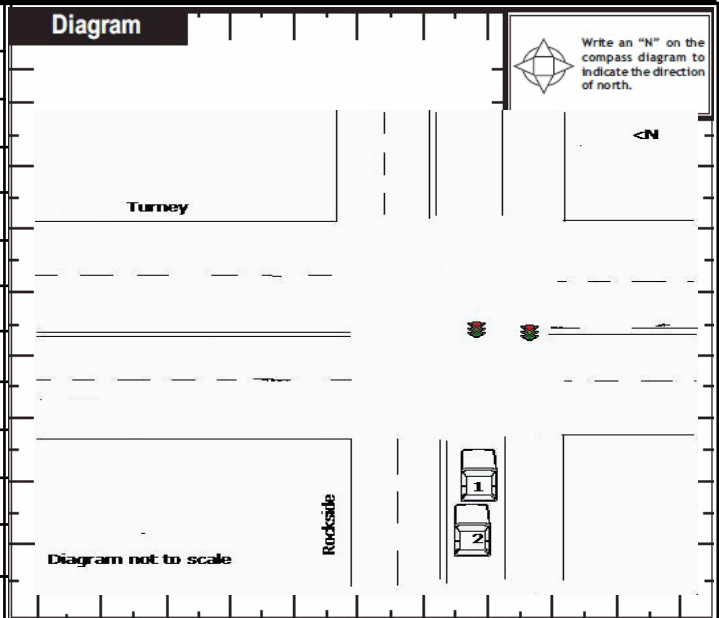 Diagram
Write an “N” on the
compass diagram to
indicate the direction
of north.
<N
Turney
1
Rockside
2
Diagram not to scale